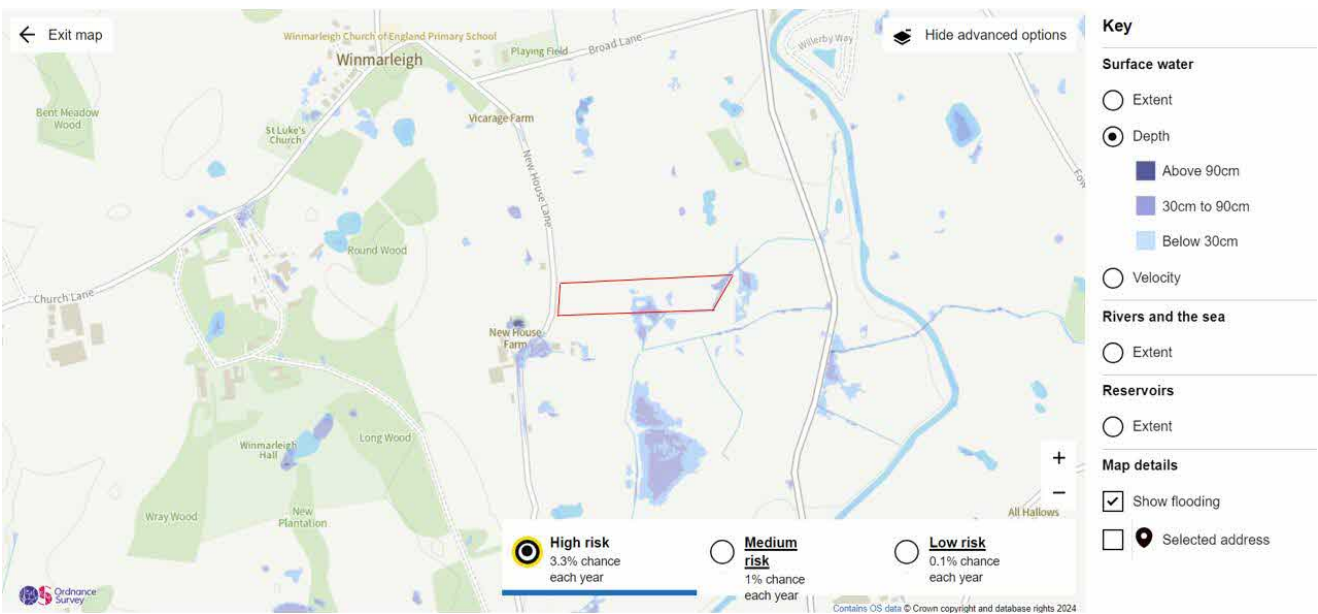 Exit map
Hide advanced options
Winmarleigh Church of England Primary School
Winmarleigh
Playing Field
Broad Lane
Willerby Way
Bent Meadow
Wood
St Luke's
Church
Vicarage Farm
New House Lane
Round Wood
Church Lane
New House
Farm
Winmarleigh
Hall
Long Wood
Wray Wood
New
Plantation
All Hallows
+
−
High risk
3.3% chance
each year
Medium
risk
1% chance
each year
Low risk
0.1% chance
each year
Ordnance
Survey
Contains OS data © Crown copyright and database rights 2024
Key
Surface water
Extent
Depth
Above 90cm
30cm to 90cm
Below 30cm
Velocity
Rivers and the sea
Extent
Reservoirs
Extent
Map details
Show flooding
Selected address